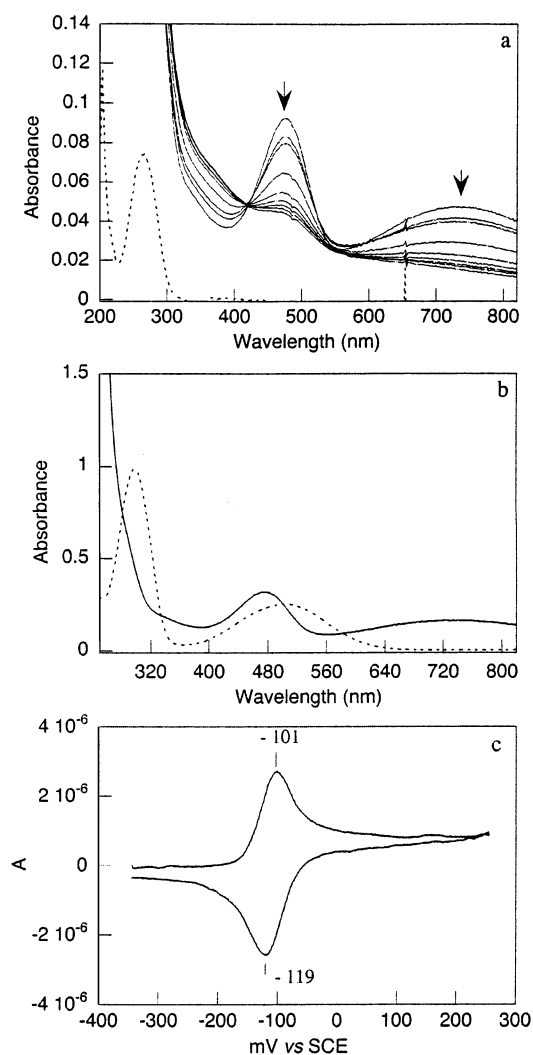 a
0.14
0.12
0.1
0.08
0.06
0.04
0.02
0
Absorbance
200 300 400 500 600 700 800
Wavelength (nm)
b
1.5
1
0.5
0
Absorbance
320 400 480 560 640 720 800
Wavelength (nm)
c
4 10-6
2 10-6
0
-2 10-6
-4 10-6
A
- 101
- 119
-400 -300 -200 -100 0 100 200 300
mV vs SCE